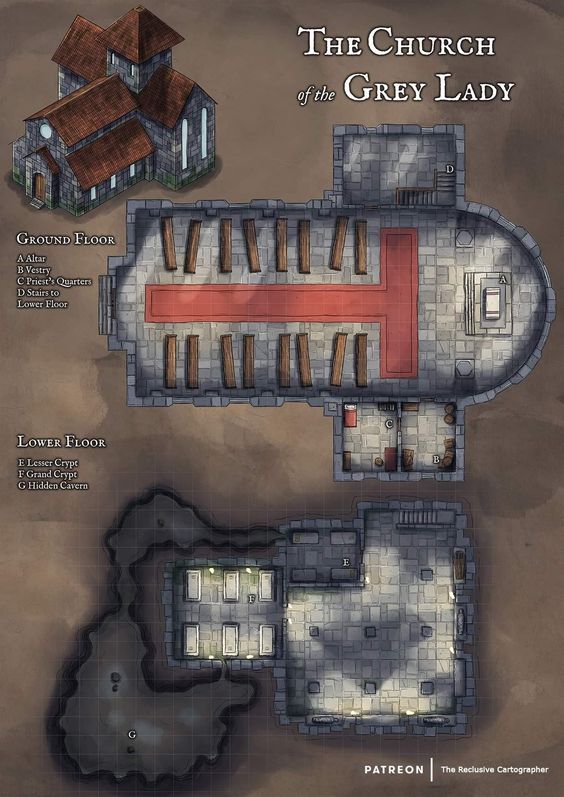 The Church
of the Grey Lady
Ground Floor
A Altar
B Vestry
C Priest's Quarters
D Stairs to
Lower Floor
D
A
C
B
Lower Floor
E Lesser Crypt
F Grand Crypt
G Hidden Cavern
E
F
G
PATREON | The Reclusive Cartographer